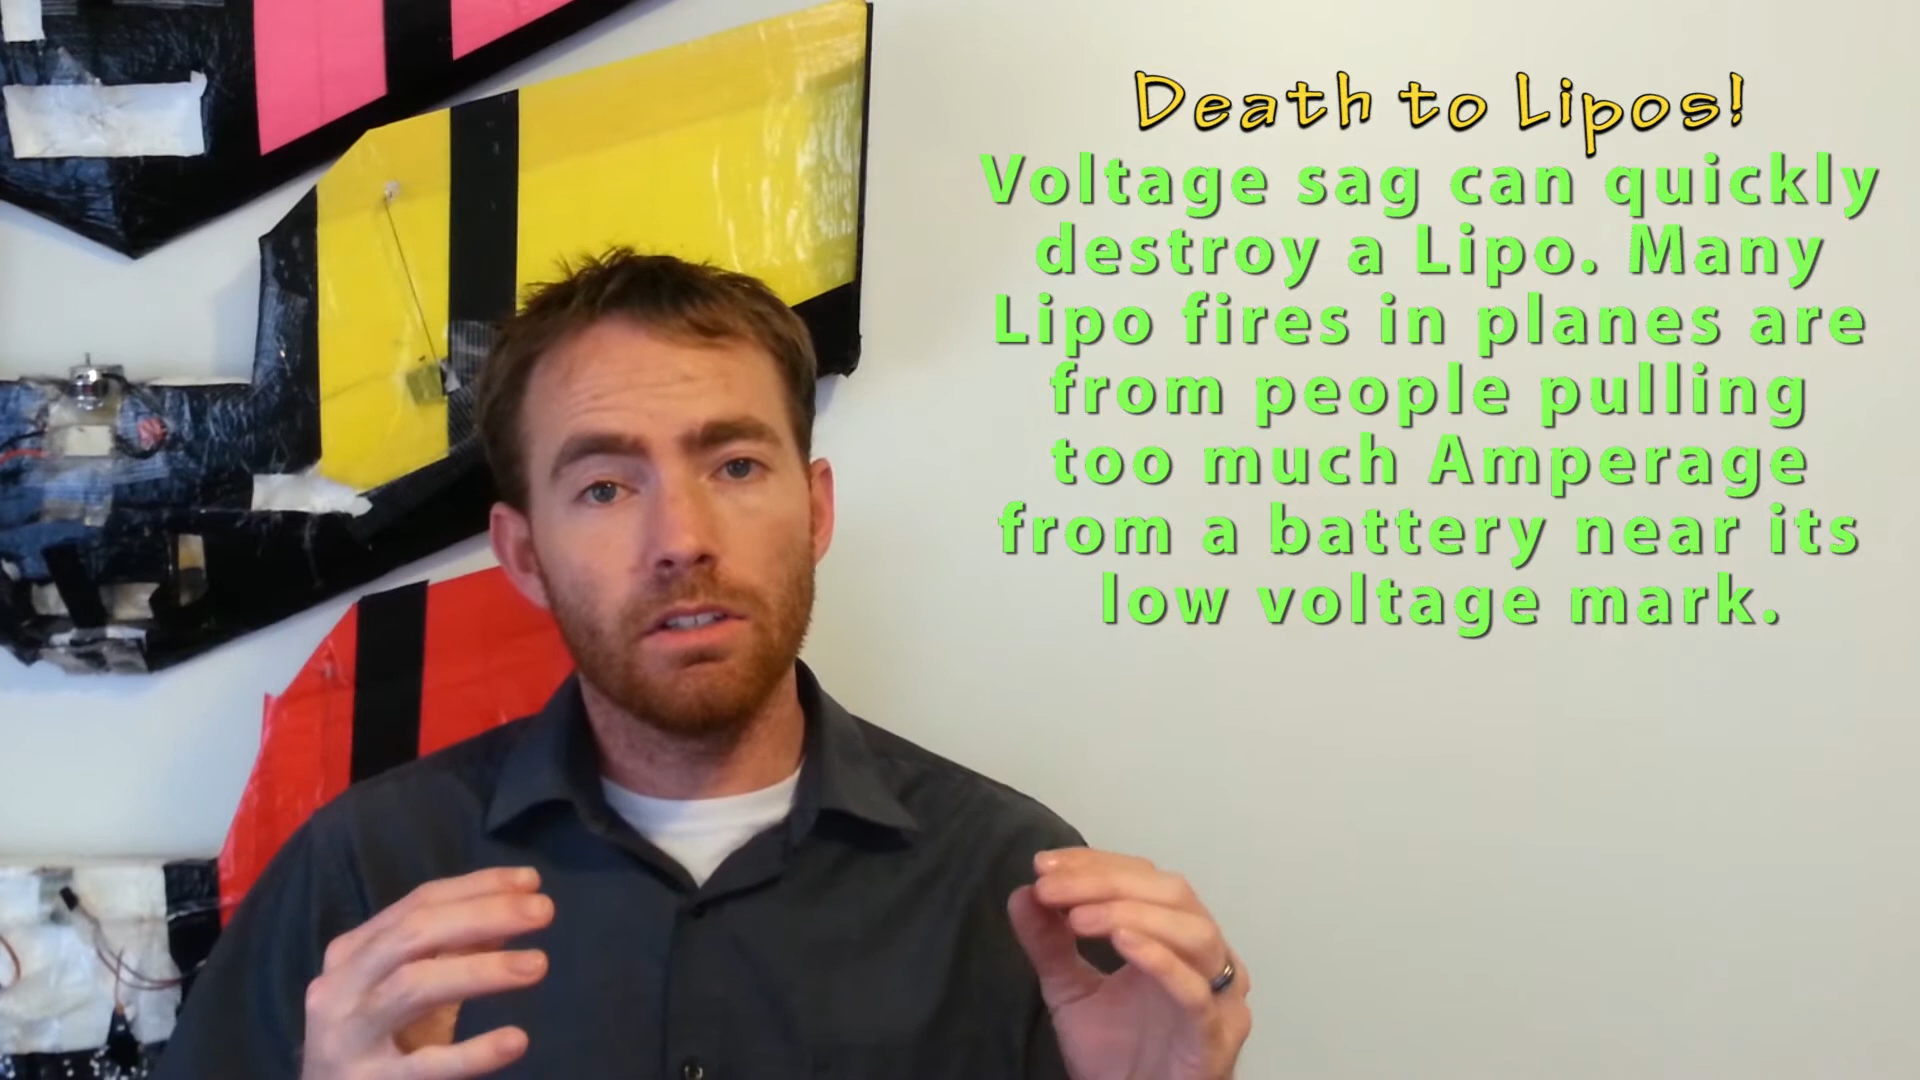 Death to Lipos!
Voltage sag can quickly
destroy a Lipo. Many
Lipo fires in planes are
from people pulling
too much Amperage
from a battery near its
low voltage mark.